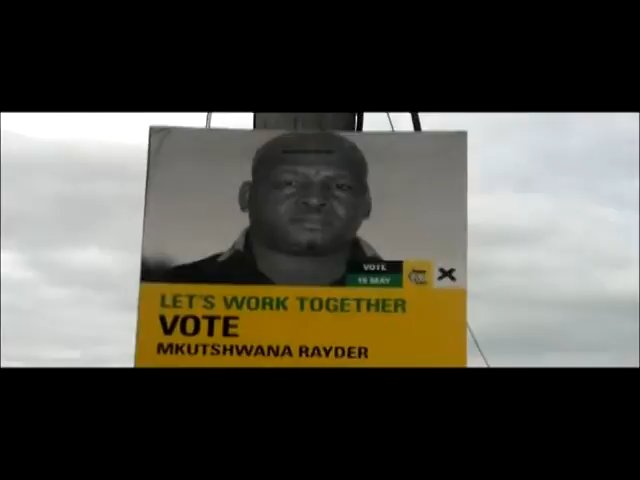 VOTE
18 MAY
LET'S WORK TOGETHER
VOTE
MKUTSHWANA RAYDER